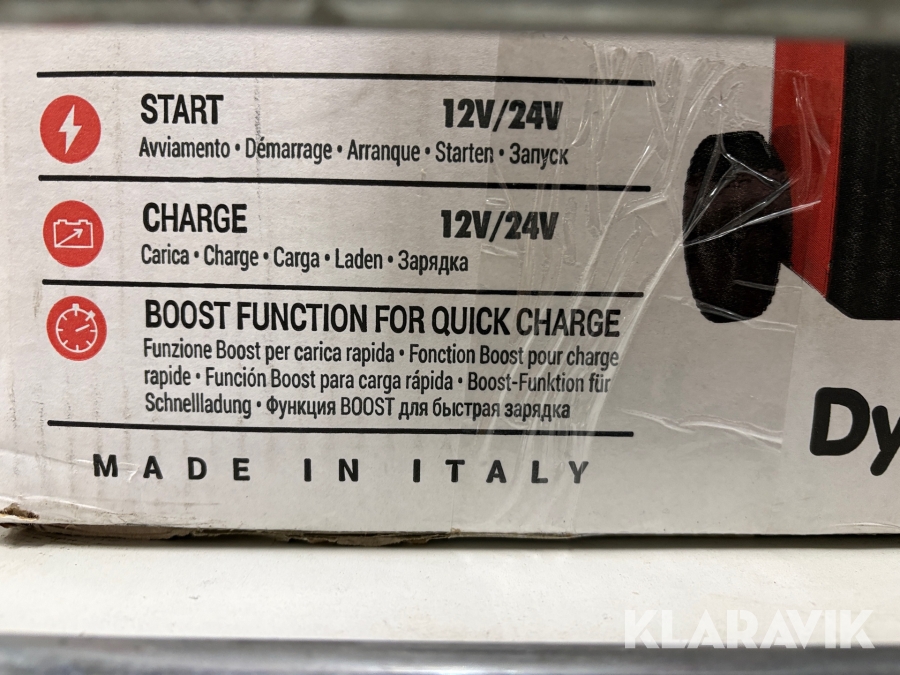 START 12V/24V
Avviamento • Démarrage • Arranque • Starten • Запуск
CHARGE 12V/24V
Carica • Charge • Carga • Laden • Зарядка
BOOST FUNCTION FOR QUICK CHARGE
Funzione Boost per carica rapida • Fonction Boost pour charge
rapide • Función Boost para carga rápida • Boost-Funktion für
Schnellladung • Функция BOOST для быстрая зарядка
MADE IN ITALY
Dy
KLARAVIK